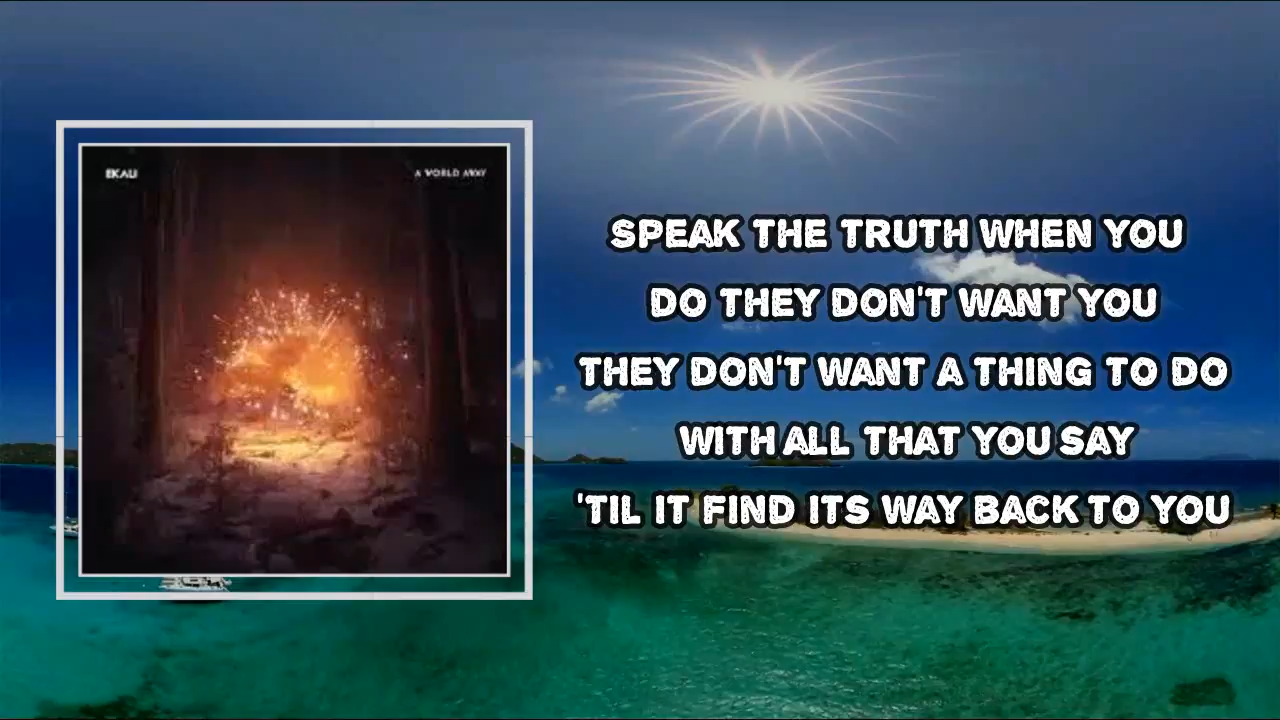 EKALI
A WORLD AWAY
SPEAK THE TRUTH WHEN YOU
DO THEY DON'T WANT YOU
THEY DON'T WANT A THING TO DO
WITH ALL THAT YOU SAY
'TIL IT FIND ITS WAY BACK TO YOU